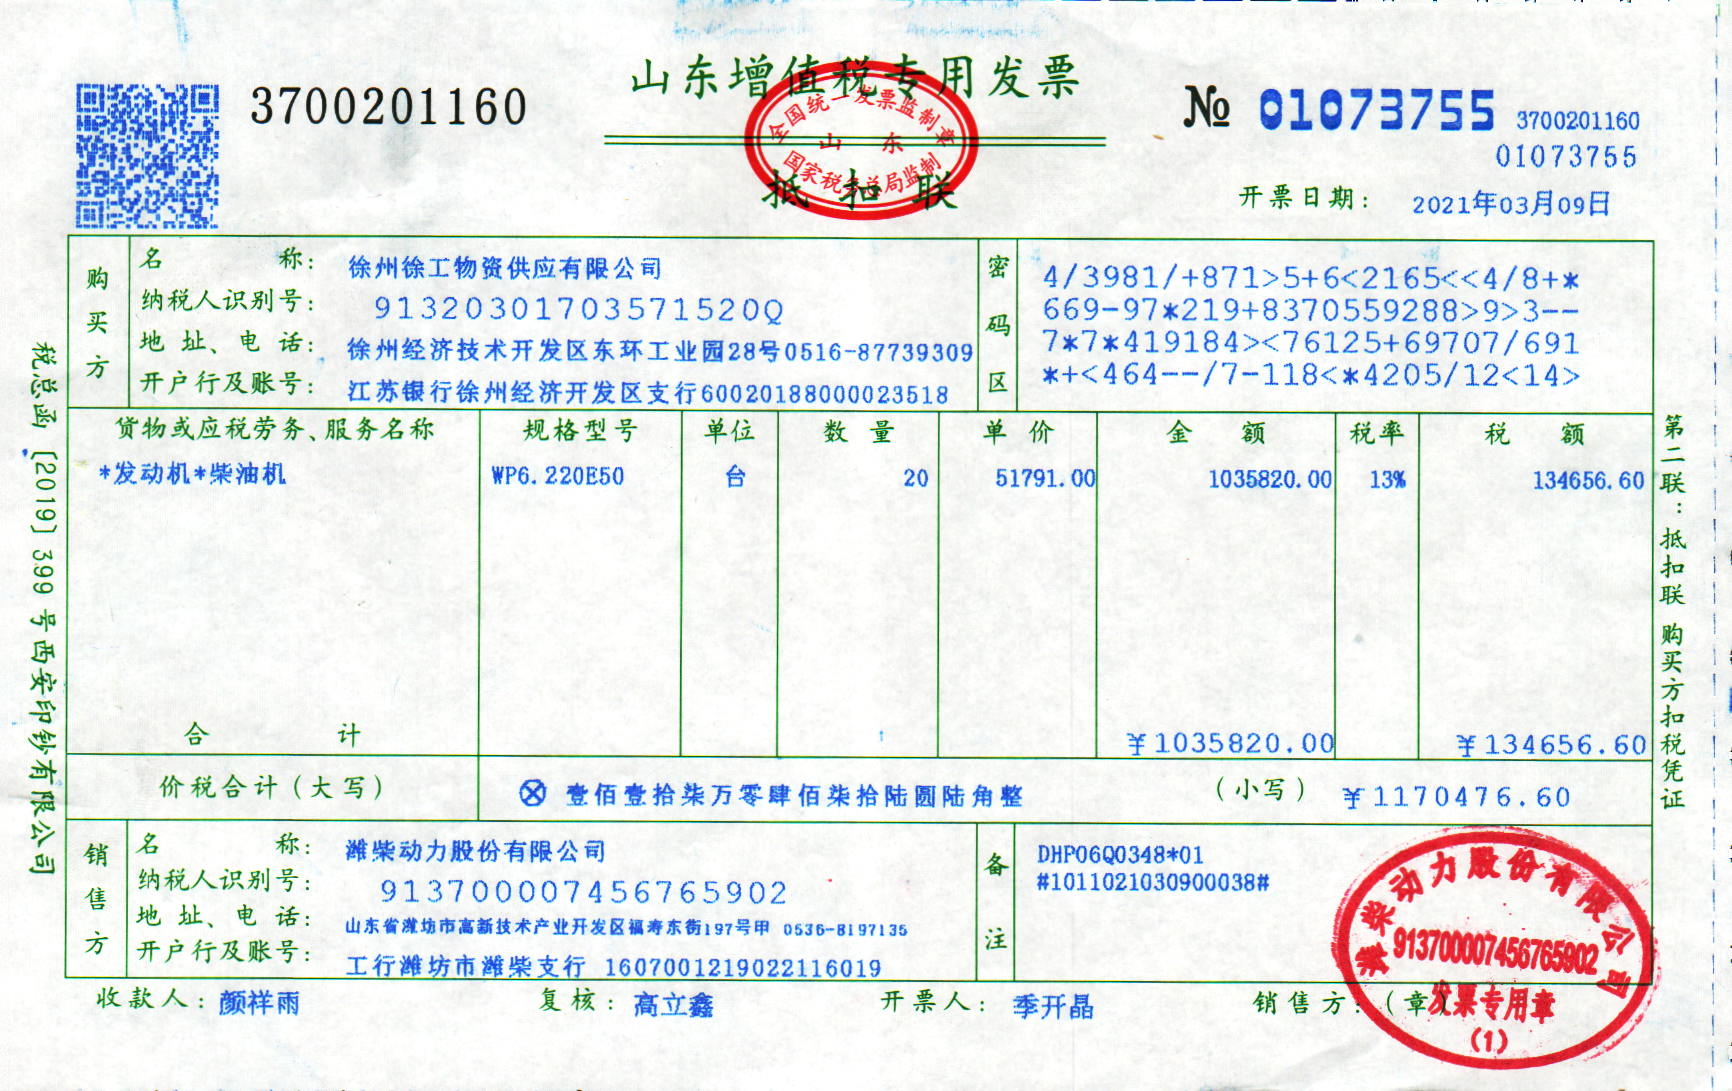 山东增值税专用发票
3700201160
№ 01073755
3700201160
01073755
全国统一发票监制章
山 东
国家税务总局监制
抵扣联
开票日期: 2021年03月09日
购买方
名 称: 徐州徐工物资供应有限公司
纳税人识别号: 91320301703571520Q
地 址、电 话: 徐州经济技术开发区东环工业园28号0516-87739309
开户行及账号: 江苏银行徐州经济开发区支行60020188000023518
密码区
4/3981/+871>5+6<2165<<4/8+*
669-97*219+8370559288>9>3--
7*7*419184><76125+69707/691
*+<464--/7-118<*4205/12<14>
货物或应税劳务、服务名称 规格型号 单位 数 量 单 价 金 额 税率 税 额
*发动机*柴油机 WP6.220E50 台 20 51791.00 1035820.00 13% 134656.60
合 计 ¥1035820.00 ¥134656.60
价税合计(大写) ⊗壹佰壹拾柒万零肆佰柒拾陆圆陆角整 (小写) ¥1170476.60
销售方
名 称: 潍柴动力股份有限公司
纳税人识别号: 913700007456765902
地 址、电 话: 山东省潍坊市高新技术产业开发区福寿东街197号甲 0536-8197135
开户行及账号: 工行潍坊市潍柴支行 1607001219022116019
备注
DHP06Q0348*01
#1011021030900038#
收款人: 颜祥雨 复核: 高立鑫 开票人: 季开晶 销售方:(章)
潍柴动力股份有限公司
913700007456765902
发票专用章
(1)
税总函〔2019〕399号西安印钞有限公司
第二联:抵扣联 购买方扣税凭证